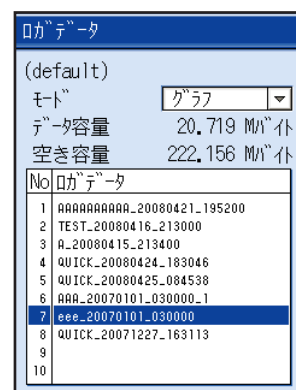 ﾛｶﾞﾃﾞｰﾀ
(default)
ﾓｰﾄﾞ ｸﾞﾗﾌ
ﾃﾞｰﾀ容量 20.719 Mﾊﾞｲﾄ
空き容量 222.156 Mﾊﾞｲﾄ
No ﾛｶﾞﾃﾞｰﾀ
1 AAAAAAAAAA_20080421_195200
2 TEST_20080416_213000
3 A_20080415_213400
4 QUICK_20080424_183046
5 QUICK_20080425_084538
6 AAA_20070101_030000_1
7 eee_20070101_030000
8 QUICK_20071227_163113
9
10